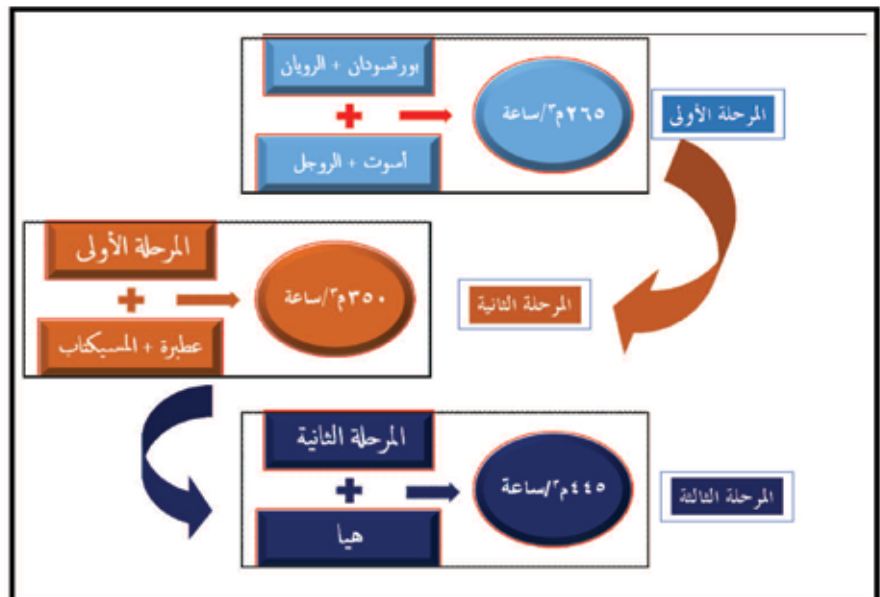 المرحلة الأولى
٢٦٥م٣/ساعة
بورتسودان + الرويان
+
أسوت + الروجل
المرحلة الثانية
٣٥٠م٣/ساعة
المرحلة الأولى
+
عطبرة + المسيكتاب
المرحلة الثالثة
٤٤٥م٣/ساعة
المرحلة الثانية
+
هيا